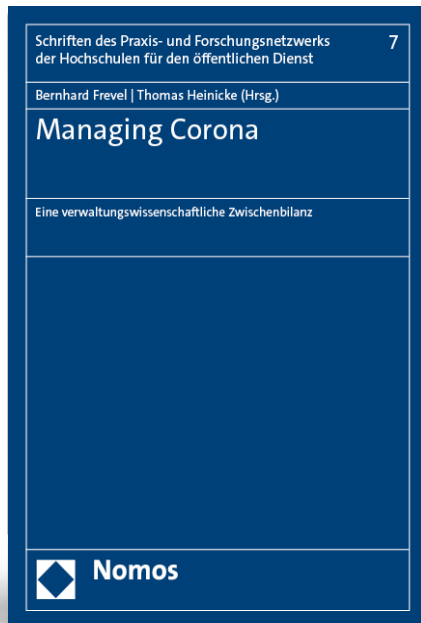 Schriften des Praxis- und Forschungsnetzwerks 7
der Hochschulen für den öffentlichen Dienst
Bernhard Frevel | Thomas Heinicke (Hrsg.)
Managing Corona
Eine verwaltungswissenschaftliche Zwischenbilanz
Nomos